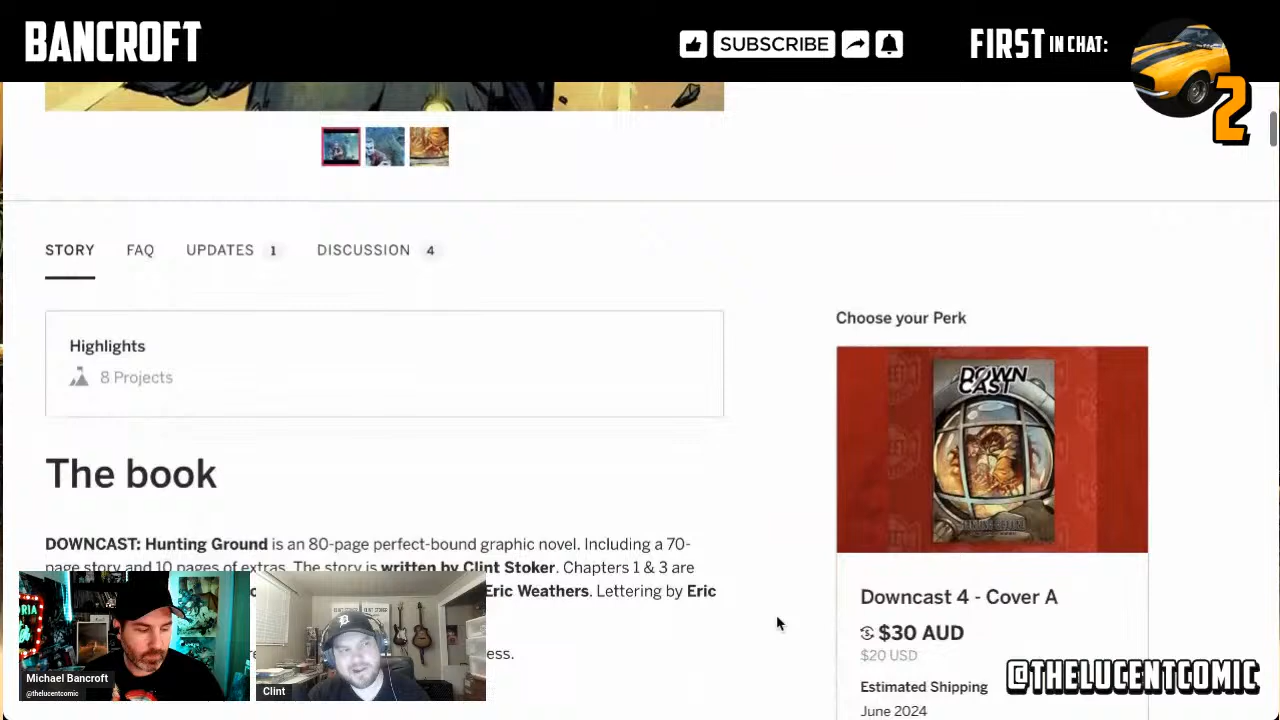 BANCROFT
SUBSCRIBE
FIRST IN CHAT:
2
STORY FAQ UPDATES 1 DISCUSSION 4
Highlights
8 Projects
Choose your Perk
DOWN
CAST
The book
DOWNCAST: Hunting Ground is an 80-page perfect-bound graphic novel. Including a 70-
page story and 10 pages of extras. The story is written by Clint Stoker. Chapters 1 & 3 are
Eric Weathers. Lettering by Eric
ess.
Downcast 4 - Cover A
$30 AUD
$20 USD
Estimated Shipping
June 2024
Michael Bancroft
@thelucentcomic
Clint
@THELUCENTCOMIC